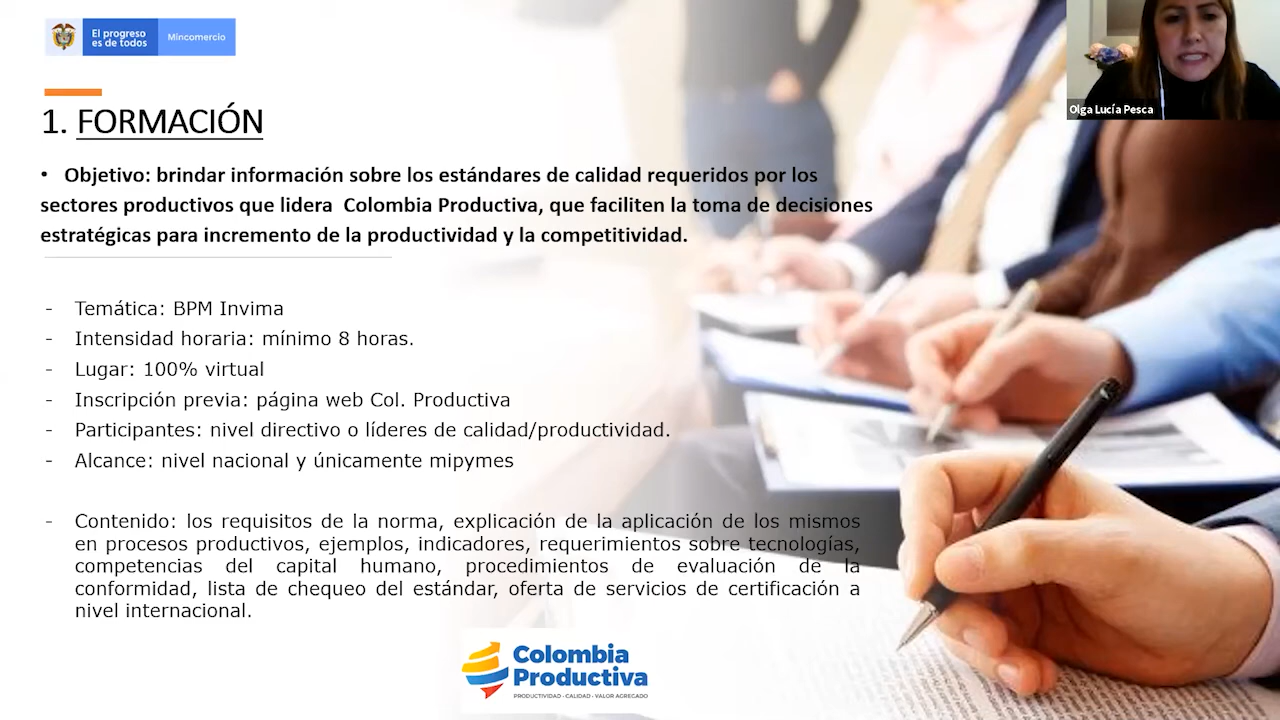 El progreso
es de todos
Mincomercio
Olga Lucía Pesca
1. FORMACIÓN
• Objetivo: brindar información sobre los estándares de calidad requeridos por los
sectores productivos que lidera Colombia Productiva, que faciliten la toma de decisiones
estratégicas para incremento de la productividad y la competitividad.
- Temática: BPM Invima
- Intensidad horaria: mínimo 8 horas.
- Lugar: 100% virtual
- Inscripción previa: página web Col. Productiva
- Participantes: nivel directivo o líderes de calidad/productividad.
- Alcance: nivel nacional y únicamente mipymes
- Contenido: los requisitos de la norma, explicación de la aplicación de los mismos
en procesos productivos, ejemplos, indicadores, requerimientos sobre tecnologías,
competencias del capital humano, procedimientos de evaluación de la
conformidad, lista de chequeo del estándar, oferta de servicios de certificación a
nivel internacional.
Colombia
Productiva
PRODUCTIVIDAD - CALIDAD - VALOR AGREGADO